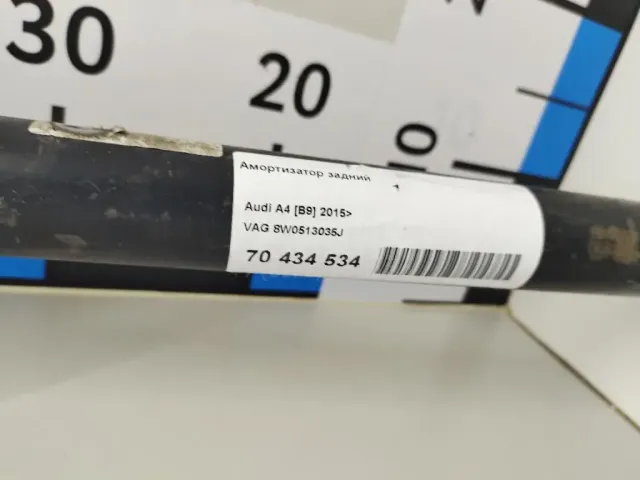 30
20
10
Амортизатор задний
Audi A4 [B9] 2015>
VAG 8W0513035J
70 434 534